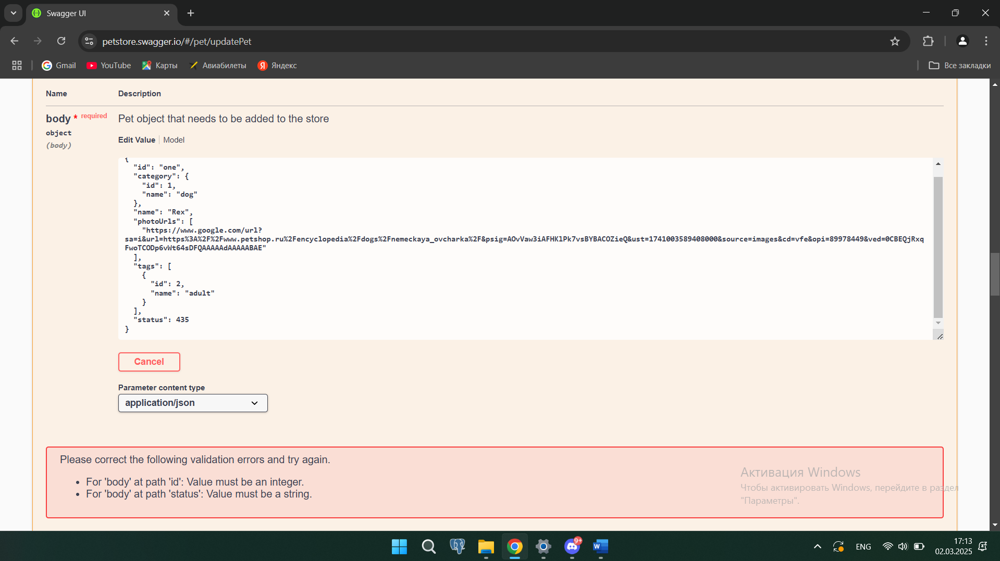 Swagger UI
petstore.swagger.io/#/pet/updatePet
Gmail YouTube Карты Авиабилеты Яндекс Все закладки
Name Description
body * required Pet object that needs to be added to the store
object
(body)
Edit Value Model
{
"id": "one",
"category": {
"id": 1,
"name": "dog"
},
"name": "Rex",
"photoUrls": [
"https://www.google.com/url?
sa=i&url=https%3A%2F%2Fwww.petshop.ru%2Fencyclopedia%2Fdogs%2Fnemeckaya_ovcharka%2F&psig=AOvVaw3iAFHKlPk7vsBYBACOZieQ&ust=1741003589408000&source=images&cd=vfe&opi=89978449&ved=0CBEQjRxq
FwoTCODp6vWt64sDFQAAAAAdAAAAABAE"
],
"tags": [
{
"id": 2,
"name": "adult"
}
],
"status": 435
}
Cancel
Parameter content type
application/json
Please correct the following validation errors and try again.
• For 'body' at path 'id': Value must be an integer.
• For 'body' at path 'status': Value must be a string.
Активация Windows
Чтобы активировать Windows, перейдите в раздел
"Параметры".
9+
W
ENG
17:13
02.03.2025